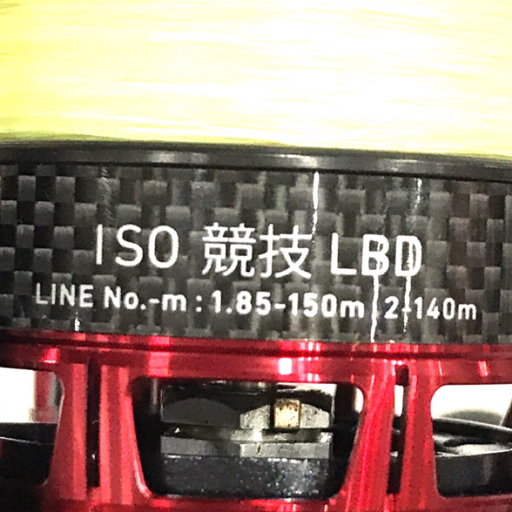 ISO 競技 LBD
LINE No.-m : 1.85-150m 2-140m